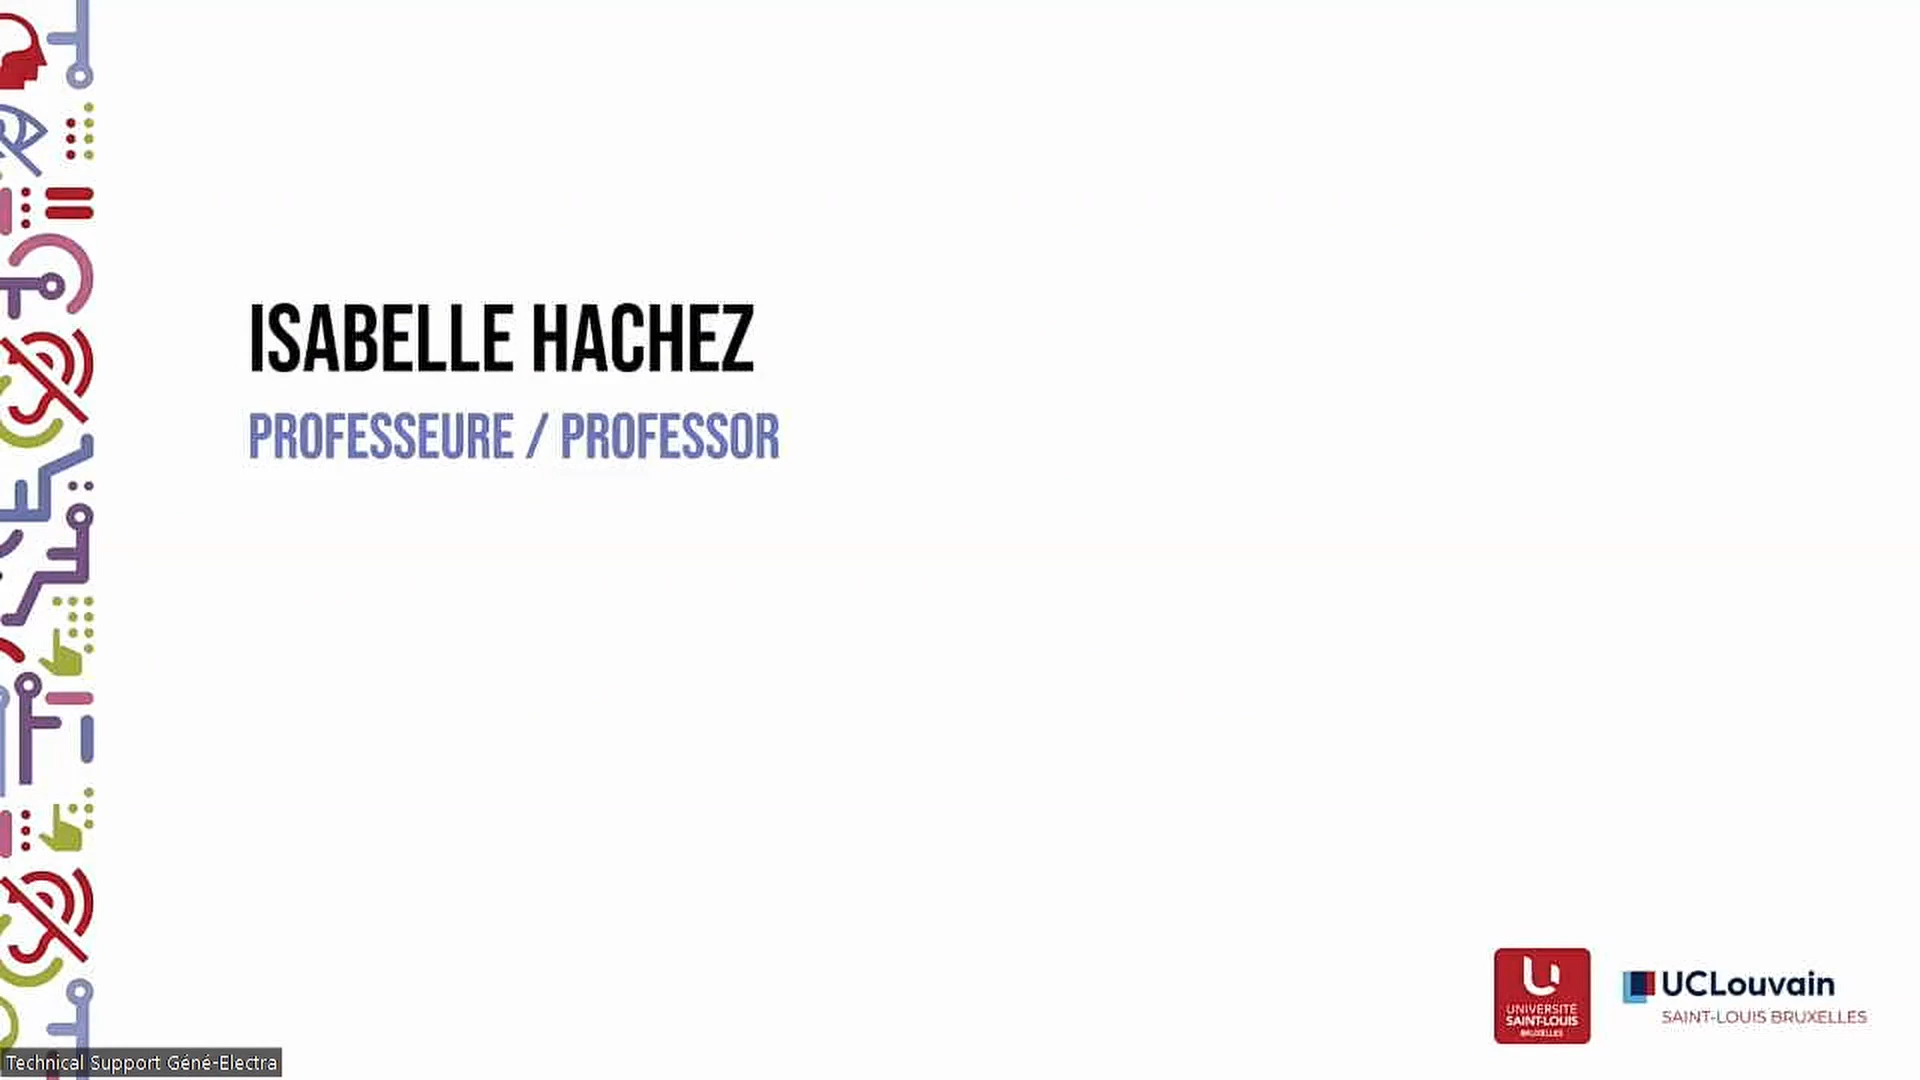 ISABELLE HACHEZ
PROFESSEURE / PROFESSOR
UNIVERSITÉ
SAINT-LOUIS
BRUXELLES
UCLouvain
SAINT-LOUIS BRUXELLES
Technical Support Géné-Electra